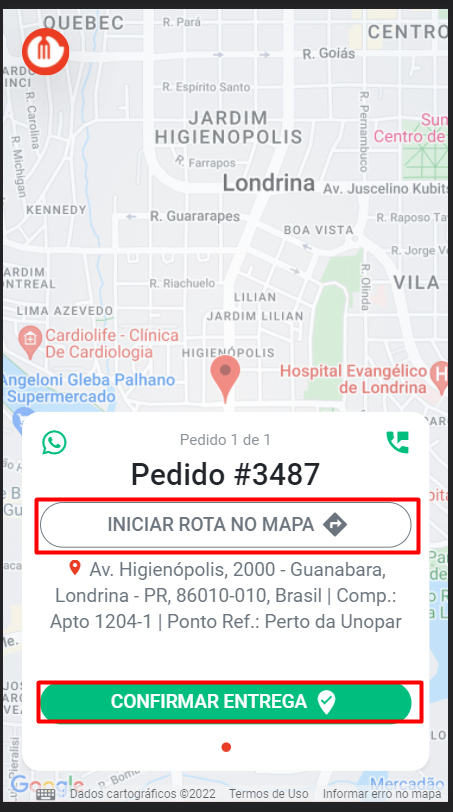 QUEBEC
R. Pará
CENTRO
R. Goiás
R. Carolina
R. Michigan
R. Espírito Santo
JARDIM
HIGIENOPOLIS
R. Pernambuco
Centro de
R. Farrapos
Londrina
Av. Juscelino Kubits
KENNEDY
R. Guararapes
R. Raposo Ta
BOA VISTA
R. Jorge V
R. Riachuelo
R. Olinda
VILA
LILIAN
JARDIM LILIAN
LIMA AZEVEDO
Cardiolife - Clínica
De Cardiologia
HIGIENÓPOLIS
Hospital Evangélico
de Londrina
H
Angeloni Gleba Palhano
Supermercado
Pedido 1 de 1
Pedido #3487
INICIAR ROTA NO MAPA
Av. Higienópolis, 2000 - Guanabara,
Londrina - PR, 86010-010, Brasil | Comp.:
Apto 1204-1 | Ponto Ref.: Perto da Unopar
CONFIRMAR ENTREGA
Google
Mercadão
Dados cartográficos ©2022
Termos de Uso
Informar erro no mapa